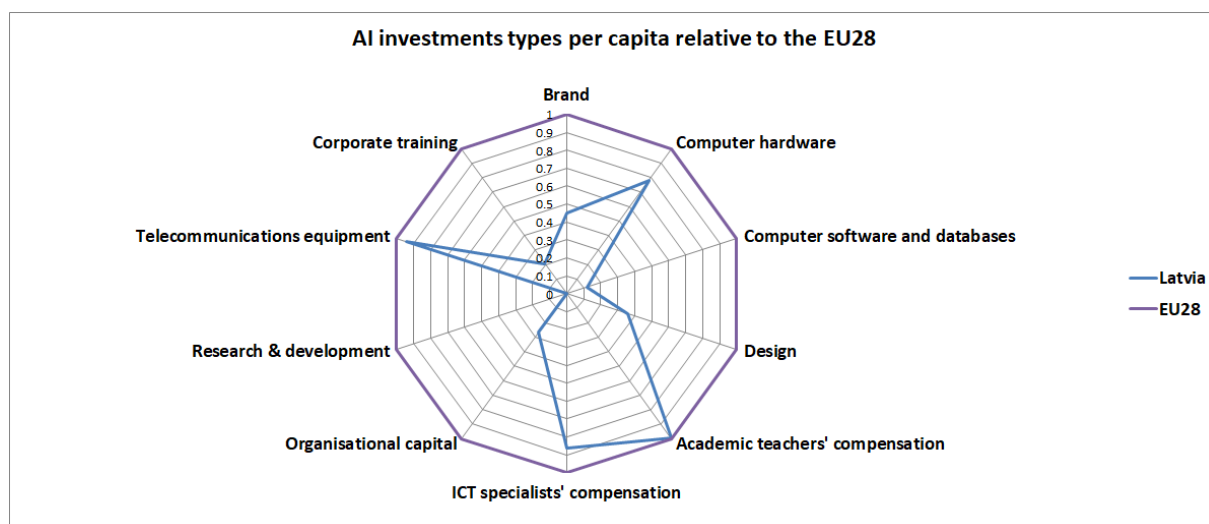 AI investments types per capita relative to the EU28
Brand
Computer hardware
Computer software and databases
Design
Academic teachers' compensation
ICT specialists' compensation
Organisational capital
Research & development
Telecommunications equipment
Corporate training
1
0.9
0.8
0.7
0.6
0.5
0.4
0.3
0.2
0.1
0
Latvia
EU28